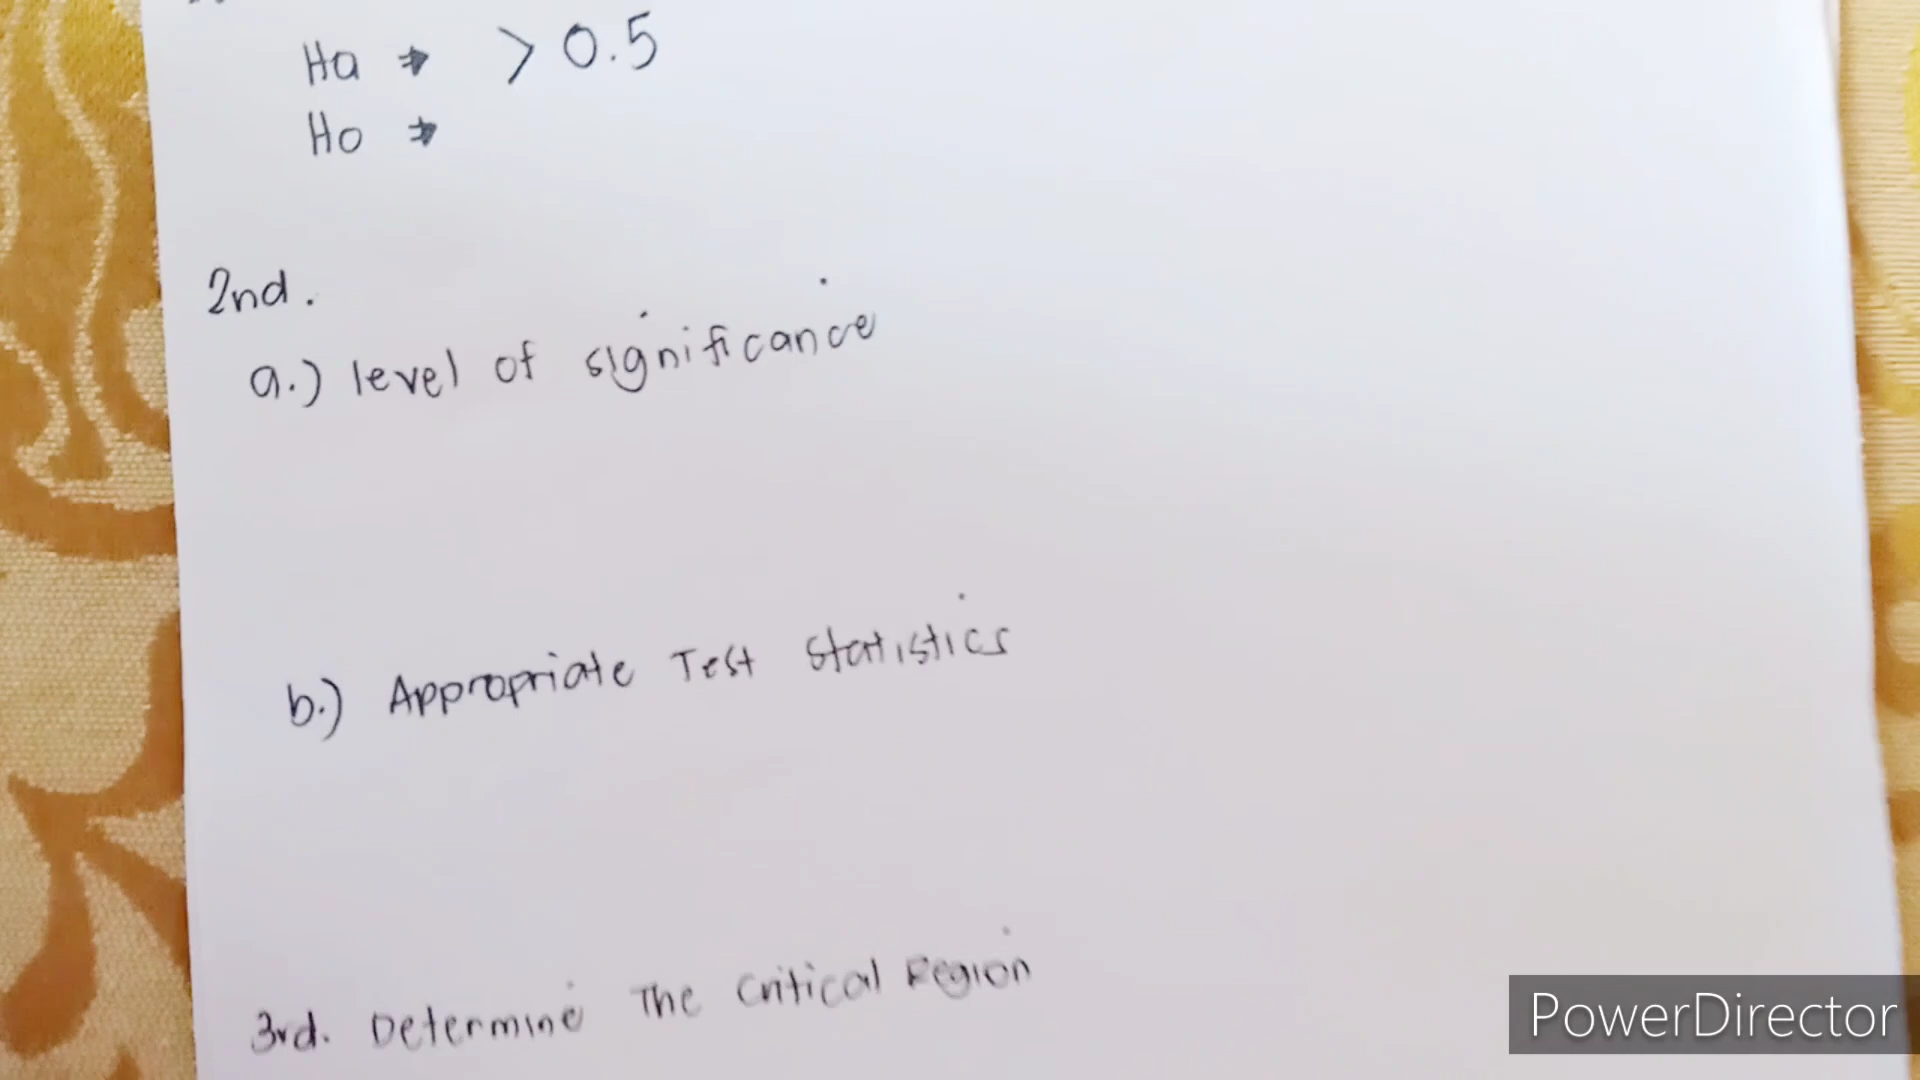 Ha → > 0.5
Ho →
2nd.
a.) level of significance
b.) Appropriate Test Statistics
3rd. Determine The Critical Region
PowerDirector